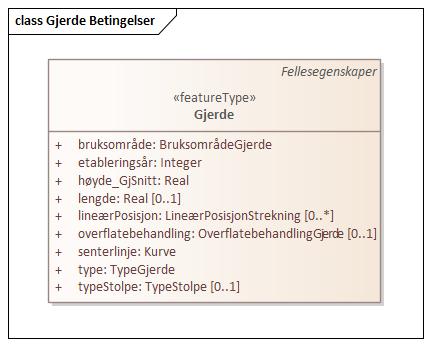 class Gjerde Betingelser
Fellesegenskaper
«featureType»
Gjerde
+ bruksområde: BruksområdeGjerde
+ etableringsår: Integer
+ høyde_GjSnitt: Real
+ lengde: Real [0..1]
+ lineærPosisjon: LineærPosisjonStrekning [0..*]
+ overflatebehandling: OverflatebehandlingGjerde [0..1]
+ senterlinje: Kurve
+ type: TypeGjerde
+ typeStolpe: TypeStolpe [0..1]